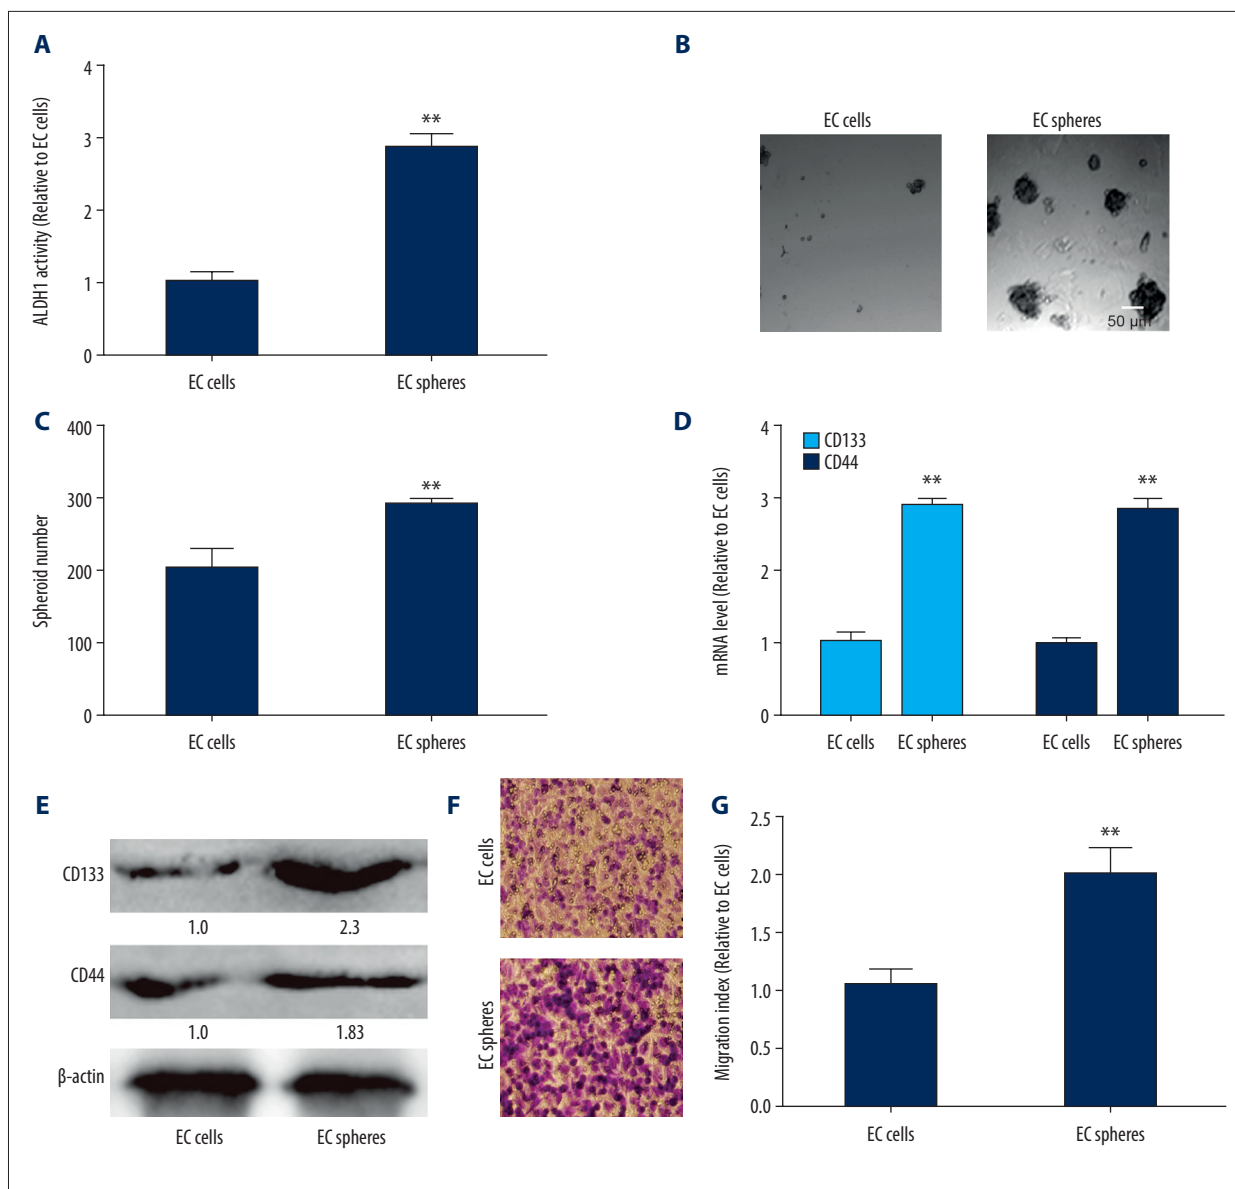 A
ALDH1 activity (Relative to EC cells)
4
3
2
1
0
**
EC cells
EC spheres
B
EC cells
EC spheres
50 μm
C
Spheroid number
400
300
200
100
0
**
EC cells
EC spheres
D
mRNA level (Relative to EC cells)
4
3
2
1
0
CD133
CD44
**
**
EC cells
EC spheres
EC cells
EC spheres
E
CD133
1.0
2.3
CD44
1.0
1.83
β-actin
EC cells
EC spheres
F
EC cells
EC spheres
G
Migration index (Relative to EC cells)
2.5
2.0
1.5
1.0
0.5
0.0
**
EC cells
EC spheres